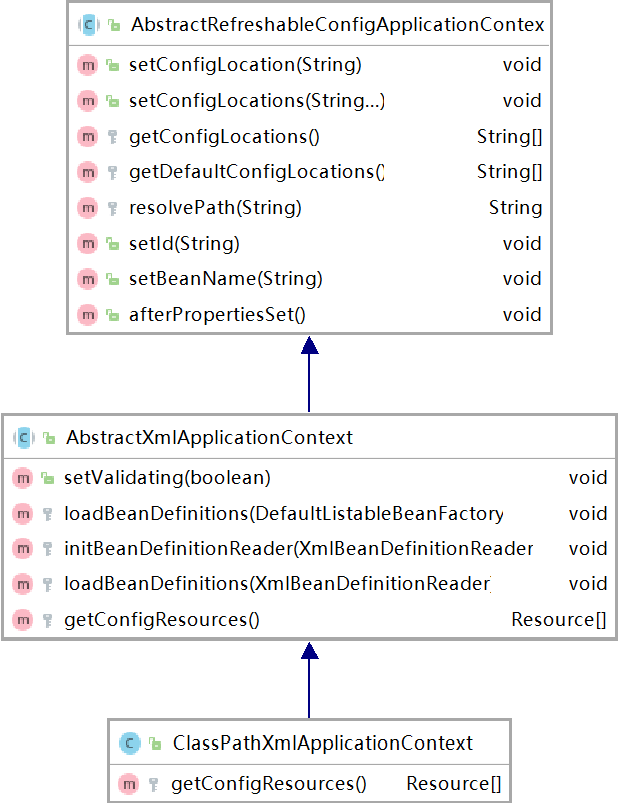 AbstractRefreshableConfigApplicationContex
setConfigLocation(String) void
setConfigLocations(String...) void
getConfigLocations() String[]
getDefaultConfigLocations() String[]
resolvePath(String) String
setId(String) void
setBeanName(String) void
afterPropertiesSet() void
AbstractXmlApplicationContext
setValidating(boolean) void
loadBeanDefinitions(DefaultListableBeanFactory void
initBeanDefinitionReader(XmlBeanDefinitionReader void
loadBeanDefinitions(XmlBeanDefinitionReader) void
getConfigResources() Resource[]
ClassPathXmlApplicationContext
getConfigResources() Resource[]